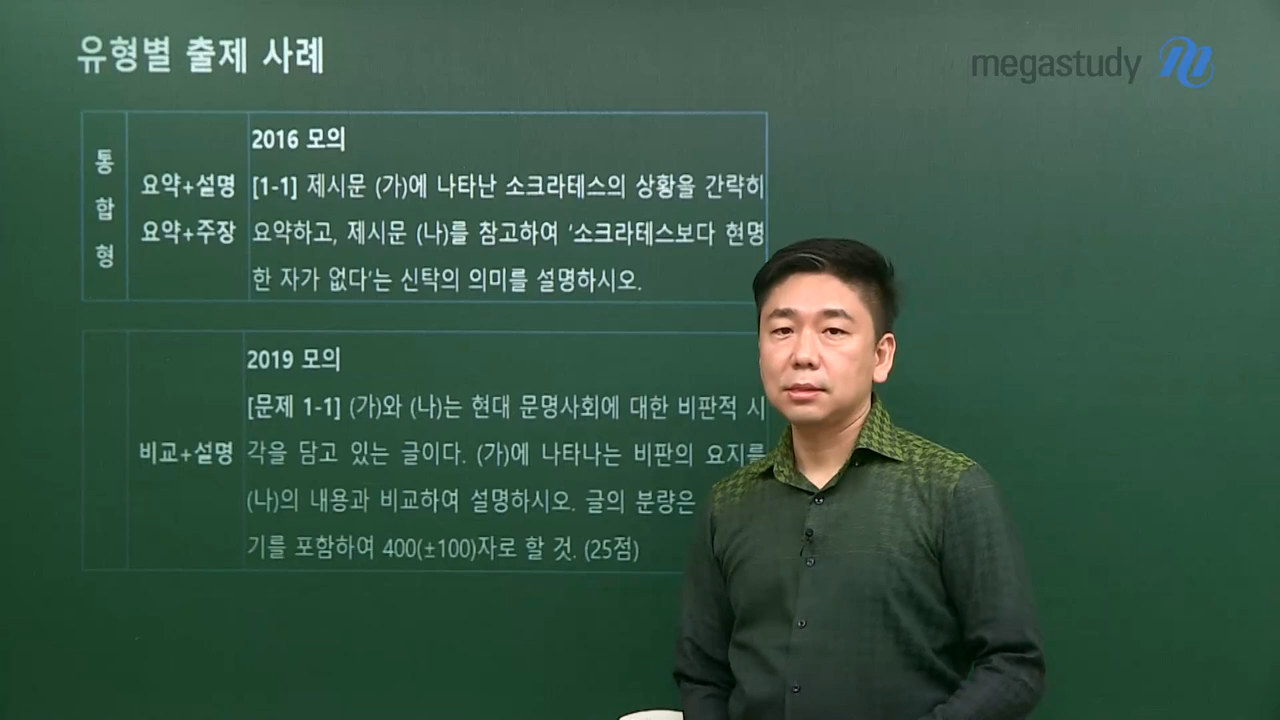 유형별 출제 사례
megastudy
통합형
요약+설명
요약+주장
2016 모의
[1-1] 제시문 (가)에 나타난 소크라테스의 상황을 간략히
요약하고, 제시문 (나)를 참고하여 ‘소크라테스보다 현명
한 자가 없다’는 신탁의 의미를 설명하시오.
비교+설명
2019 모의
[문제 1-1] (가)와 (나)는 현대 문명사회에 대한 비판적 시
각을 담고 있는 글이다. (가)에 나타나는 비판의 요지를
(나)의 내용과 비교하여 설명하시오. 글의 분량은
기를 포함하여 400(±100)자로 할 것. (25점)